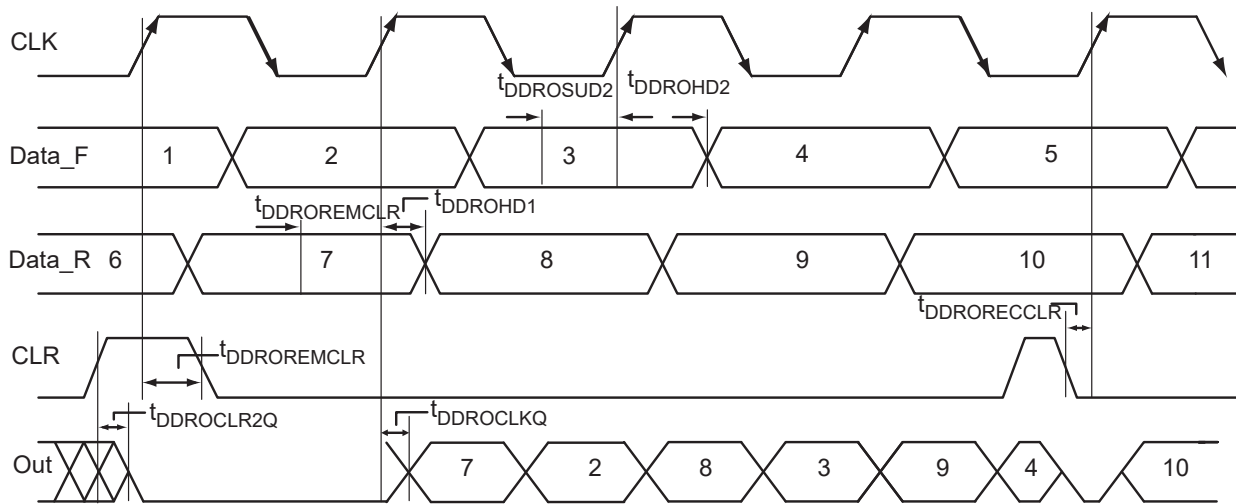 CLK
tDDROSUD2 tDDROHD2
Data_F 1 2 3 4 5
tDDROREMCLR tDDROHD1
Data_R 6 7 8 9 10 11
tDDRORECCLR
CLR
tDDROREMCLR
tDDROCLR2Q tDDROCLKQ
Out 7 2 8 3 9 4 10